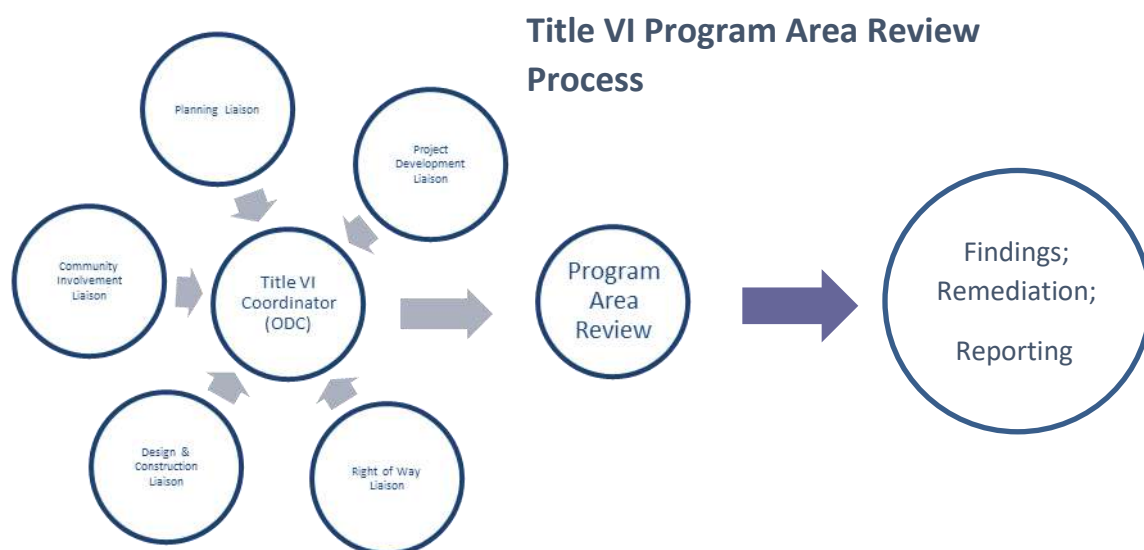 Title VI Program Area Review
Process
Planning Liaison
Project
Development
Liaison
Community
Involvement
Liaison
Title VI
Coordinator
(ODC)
Program
Area
Review
Findings;
Remediation;
Reporting
Design &
Construction
Liaison
Right of Way
Liaison